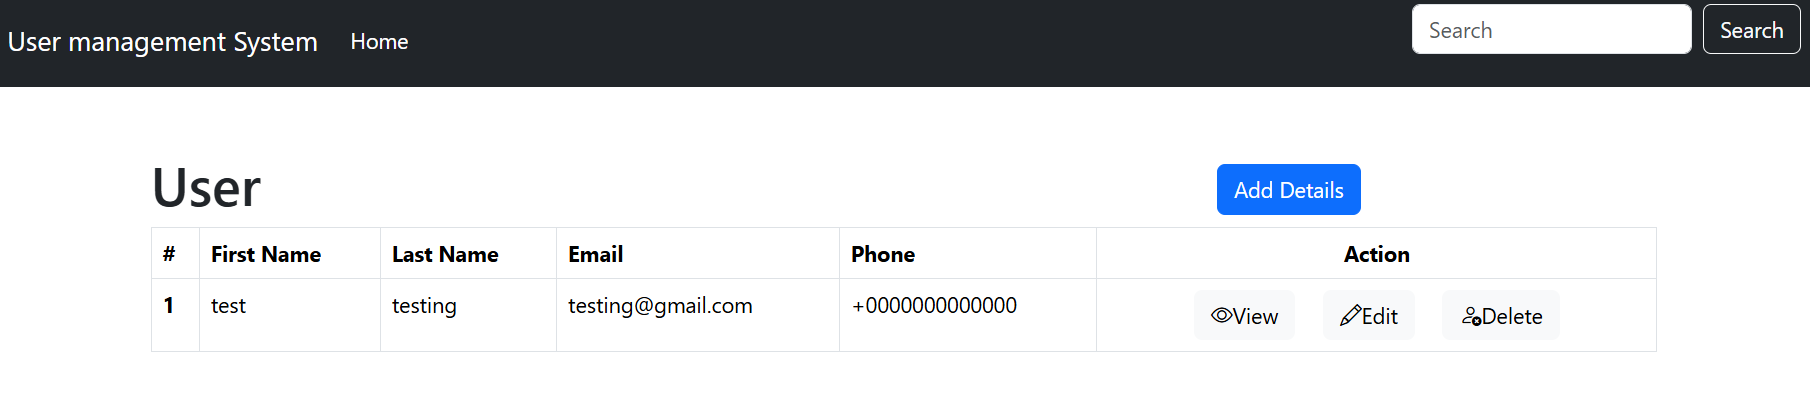 User management System Home Search Search
User Add Details
# First Name Last Name Email Phone Action
1 test testing testing@gmail.com +0000000000000 View Edit Delete